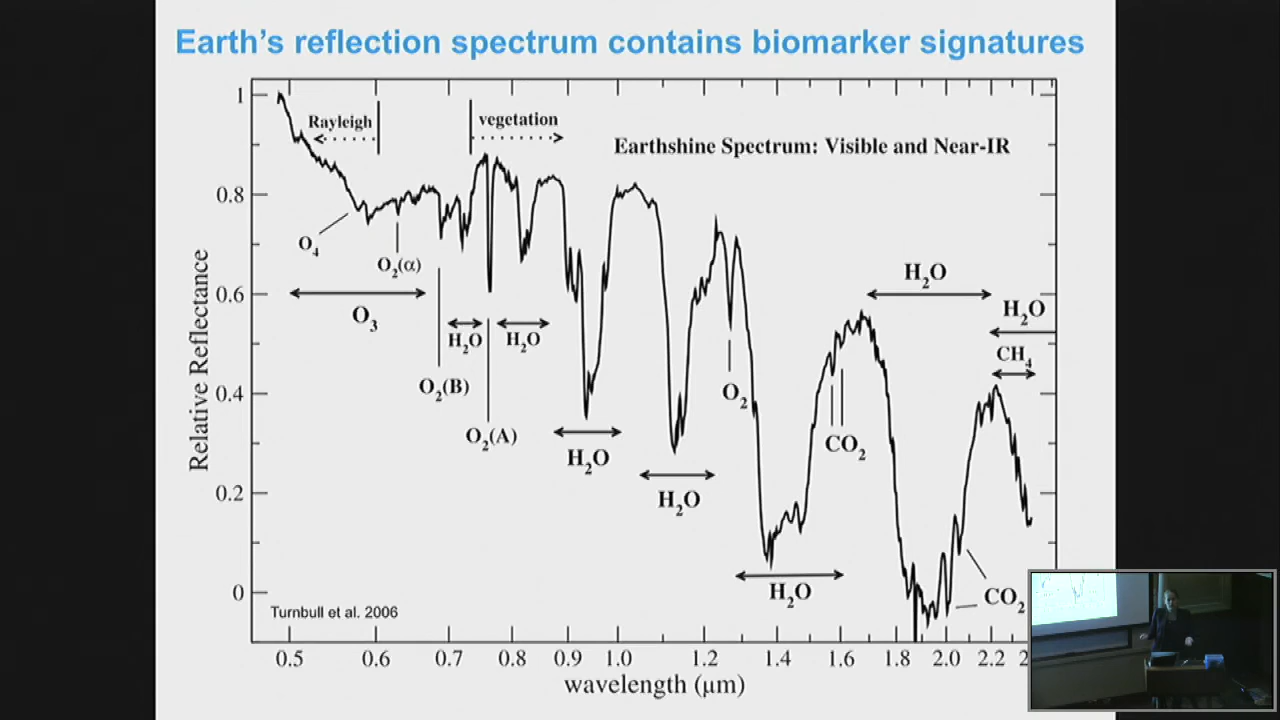 Earth's reflection spectrum contains biomarker signatures
Rayleigh
vegetation
Earthshine Spectrum: Visible and Near-IR
O4
O2(α)
O3
H2O
H2O
O2(B)
O2(A)
H2O
H2O
O2
H2O
CO2
H2O
H2O
CH4
CO2
Relative Reflectance
1
0.8
0.6
0.4
0.2
0
Turnbull et al. 2006
0.5 0.6 0.7 0.8 0.9 1.0 1.2 1.4 1.6 1.8 2.0 2.2
wavelength (μm)